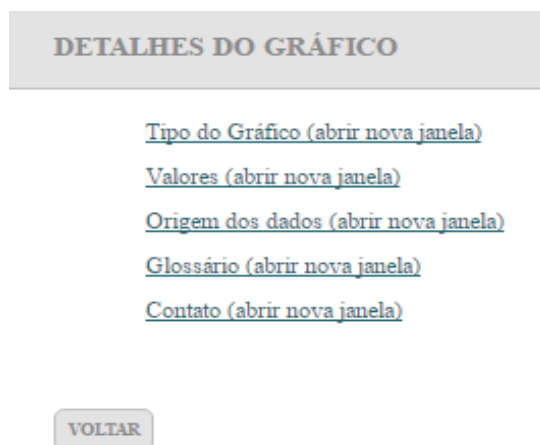 DETALHES DO GRÁFICO
Tipo do Gráfico (abrir nova janela)
Valores (abrir nova janela)
Origem dos dados (abrir nova janela)
Glossário (abrir nova janela)
Contato (abrir nova janela)
VOLTAR